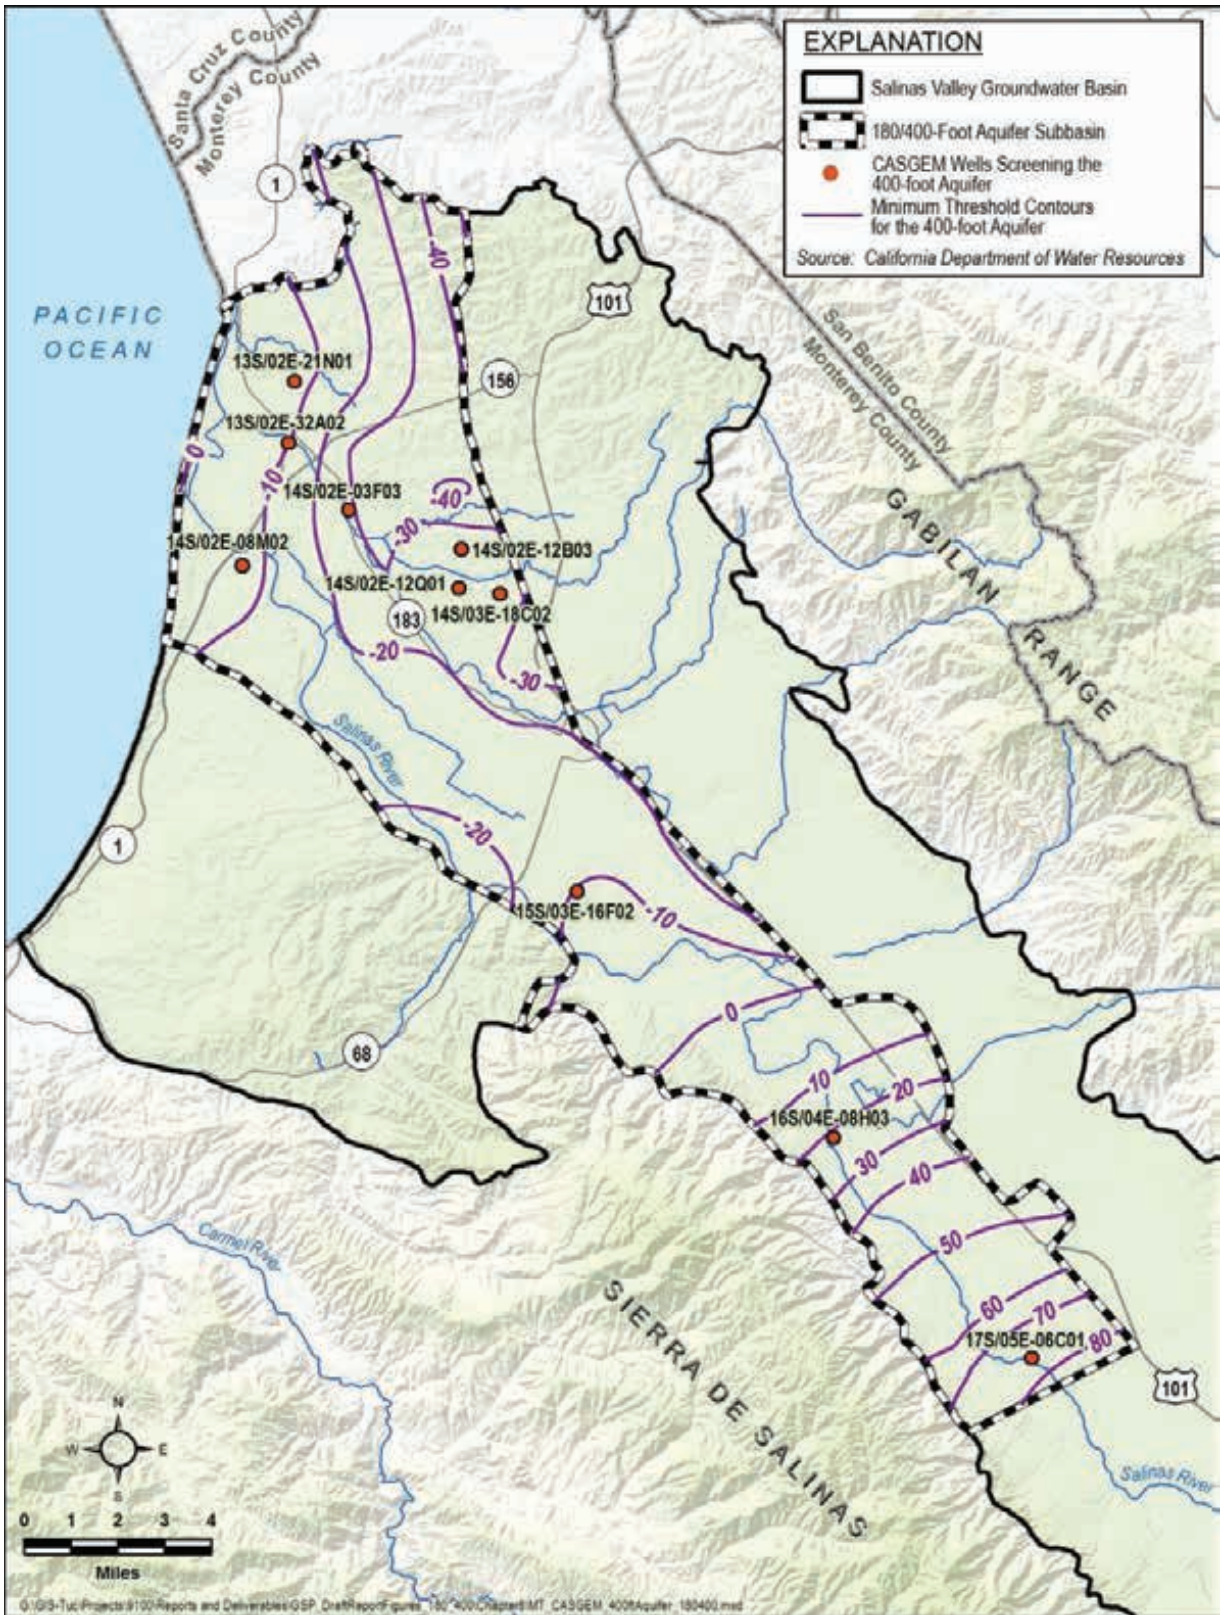 EXPLANATION
Salinas Valley Groundwater Basin
180/400-Foot Aquifer Subbasin
CASGEM Wells Screening the
400-foot Aquifer
Minimum Threshold Contours
for the 400-foot Aquifer
Source: California Department of Water Resources
Santa Cruz County
Monterey County
1
-40
101
PACIFIC
OCEAN
San Benito County
Monterey County
13S/02E-21N01
156
13S/02E-32A02
0
-10
14S/02E-03F03
-40
GABILAN
RANGE
-30
14S/02E-08M02
14S/02E-12B03
14S/02E-12Q01
14S/03E-18C02
183
-20
-30
Salinas River
-20
1
15S/03E-16F02
-10
0
68
10
20
16S/04E-08H03
30
40
50
Carmel River
60
70
17S/05E-06C01
80
SIERRA DE SALINAS
101
Salinas River
N
W
E
S
0 1 2 3 4
Miles